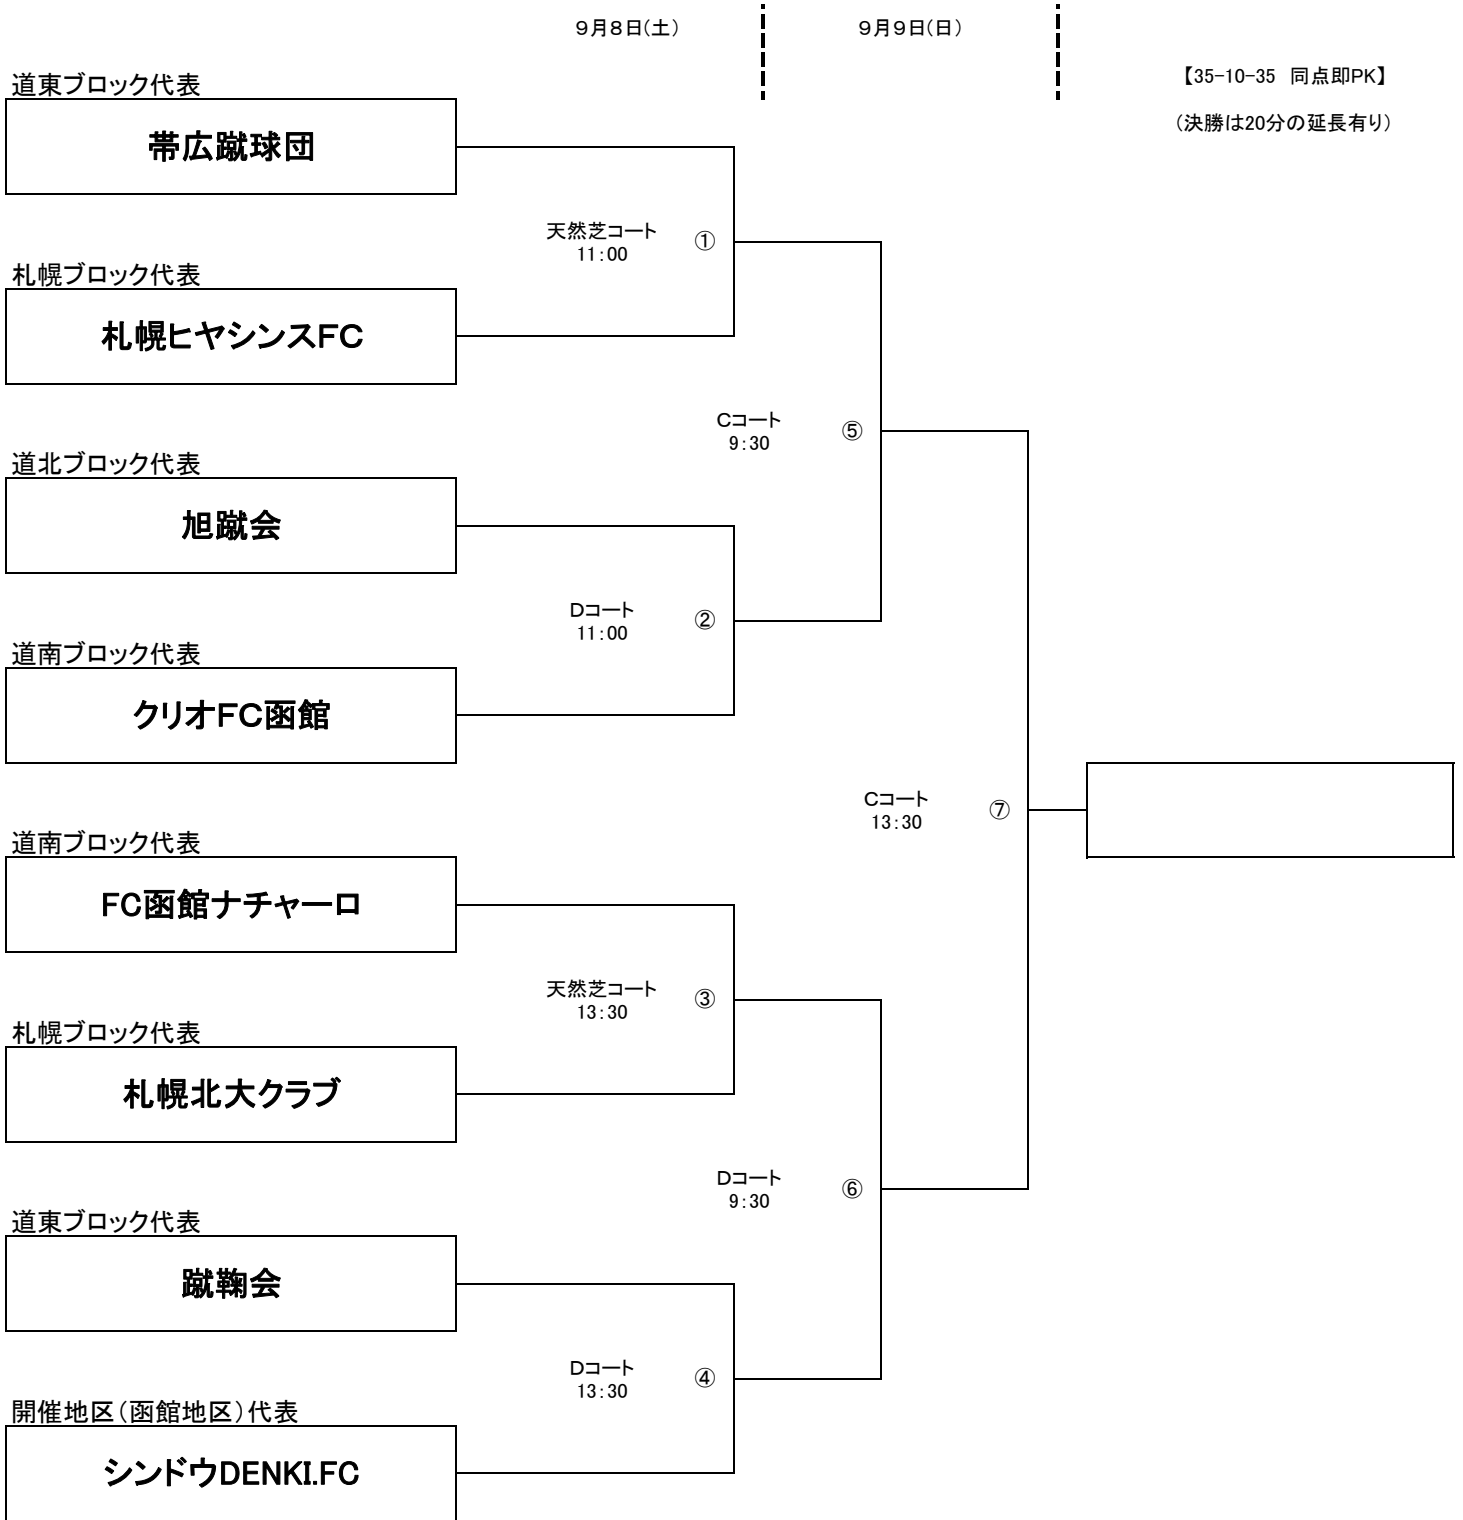 ９月８日(土)
９月９日(日)
【35-10-35　同点即PK】
(決勝は20分の延長有り)
道東ブロック代表
帯広蹴球団
天然芝コート
11：00
①
札幌ブロック代表
札幌ヒヤシンスFC
Cコート
9：30
⑤
道北ブロック代表
旭蹴会
Dコート
11：00
②
道南ブロック代表
クリオFC函館
Cコート
13：30
⑦
道南ブロック代表
FC函館ナチャーロ
天然芝コート
13：30
③
札幌ブロック代表
札幌北大クラブ
Dコート
9：30
⑥
道東ブロック代表
蹴鞠会
Dコート
13：30
④
開催地区(函館地区)代表
シンドウDENKI.FC